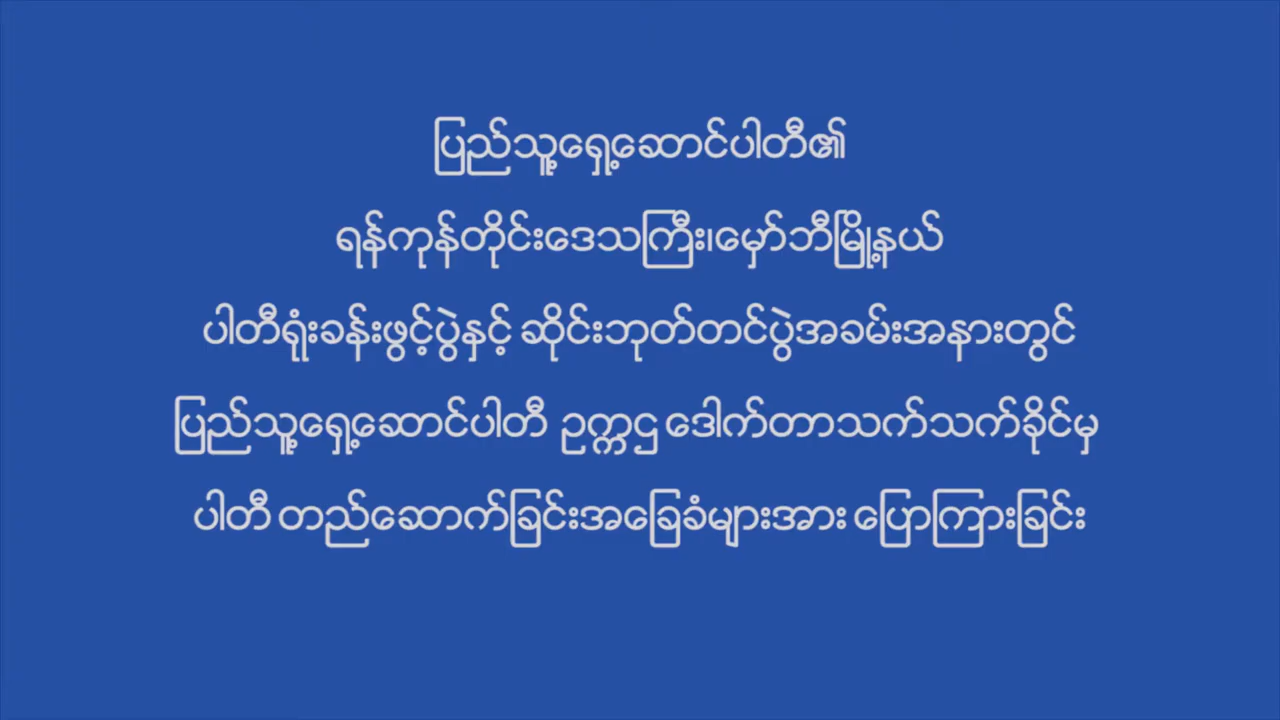 ပြည်သူ့ရှေ့ဆောင်ပါတီ၏
ရန်ကုန်တိုင်းဒေသကြီး၊မှော်ဘီမြို့နယ်
ပါတီရုံးခန်းဖွင့်ပွဲနှင့် ဆိုင်းဘုတ်တင်ပွဲအခမ်းအနားတွင်
ပြည်သူ့ရှေ့ဆောင်ပါတီ ဥက္ကဌ ဒေါက်တာသက်သက်ခိုင်မှ
ပါတီ တည်ဆောက်ခြင်းအခြေခံများအား ပြောကြားခြင်း